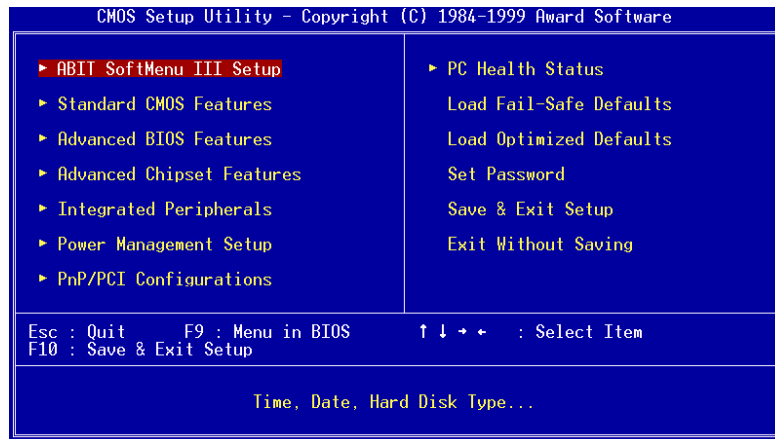 CMOS Setup Utility - Copyright (C) 1984-1999 Award Software
► ABIT SoftMenu III Setup
► Standard CMOS Features
► Advanced BIOS Features
► Advanced Chipset Features
► Integrated Peripherals
► Power Management Setup
► PnP/PCI Configurations
► PC Health Status
Load Fail-Safe Defaults
Load Optimized Defaults
Set Password
Save & Exit Setup
Exit Without Saving
Esc : Quit F9 : Menu in BIOS ↑ ↓ → ← : Select Item
F10 : Save & Exit Setup
Time, Date, Hard Disk Type...